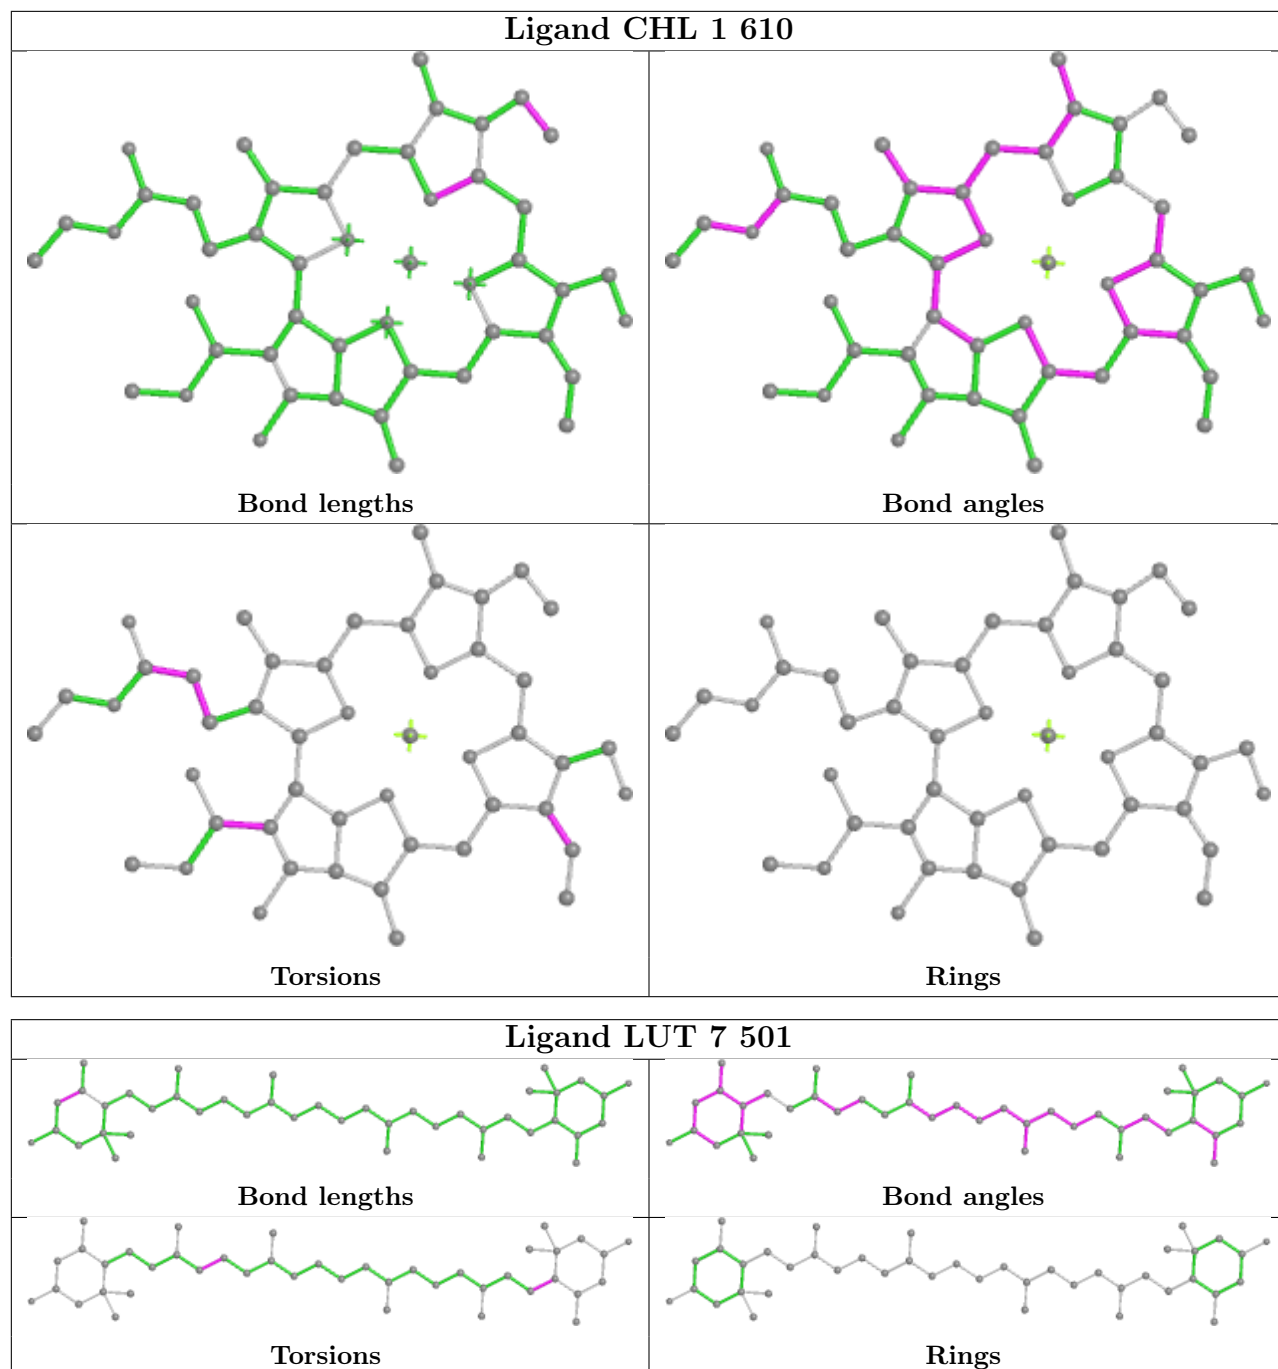 Ligand CHL 1 610
Bond lengths
Bond angles
Torsions
Rings
Ligand LUT 7 501
Bond lengths
Bond angles
Torsions
Rings